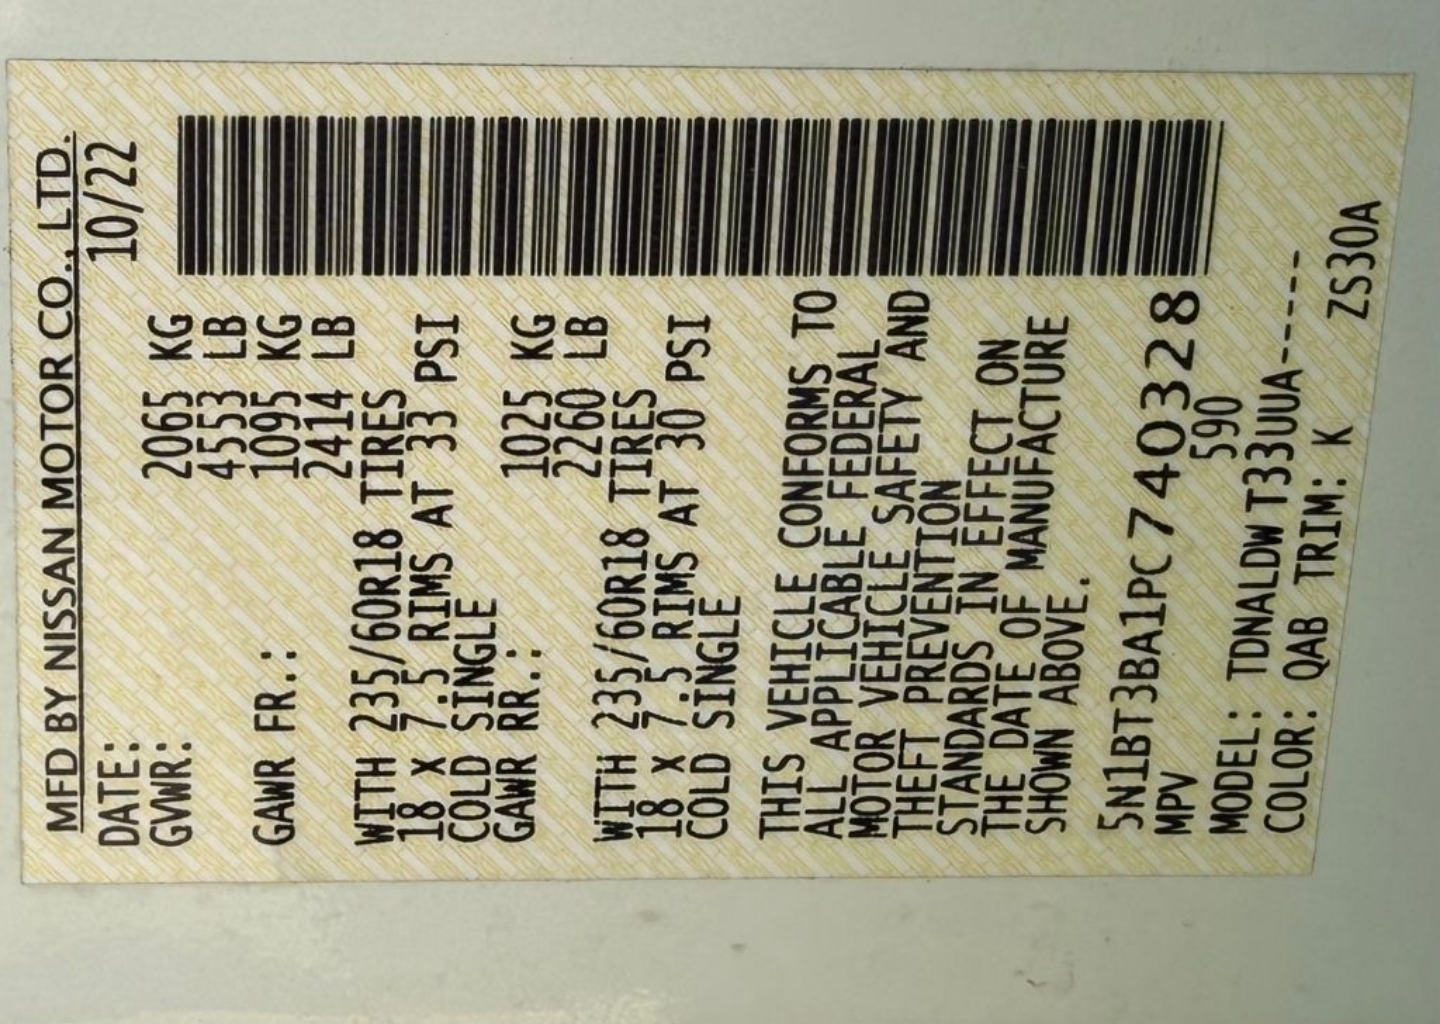 MFD BY NISSAN MOTOR CO., LTD.
DATE: 10/22
GVWR: 2065 KG
4553 LB
GAWR FR.: 1095 KG
2414 LB
WITH 235/60R18 TIRES
18 X 7.5 RIMS AT 33 PSI
COLD SINGLE
GAWR RR.: 1025 KG
2260 LB
WITH 235/60R18 TIRES
18 X 7.5 RIMS AT 30 PSI
COLD SINGLE
THIS VEHICLE CONFORMS TO
ALL APPLICABLE FEDERAL
MOTOR VEHICLE SAFETY AND
THEFT PREVENTION
STANDARDS IN EFFECT ON
THE DATE OF MANUFACTURE
SHOWN ABOVE.
5N1BT3BA1PC740328
MPV 590
MODEL: TDNALDW T33UUA-----
COLOR: QAB TRIM: K ZS30A